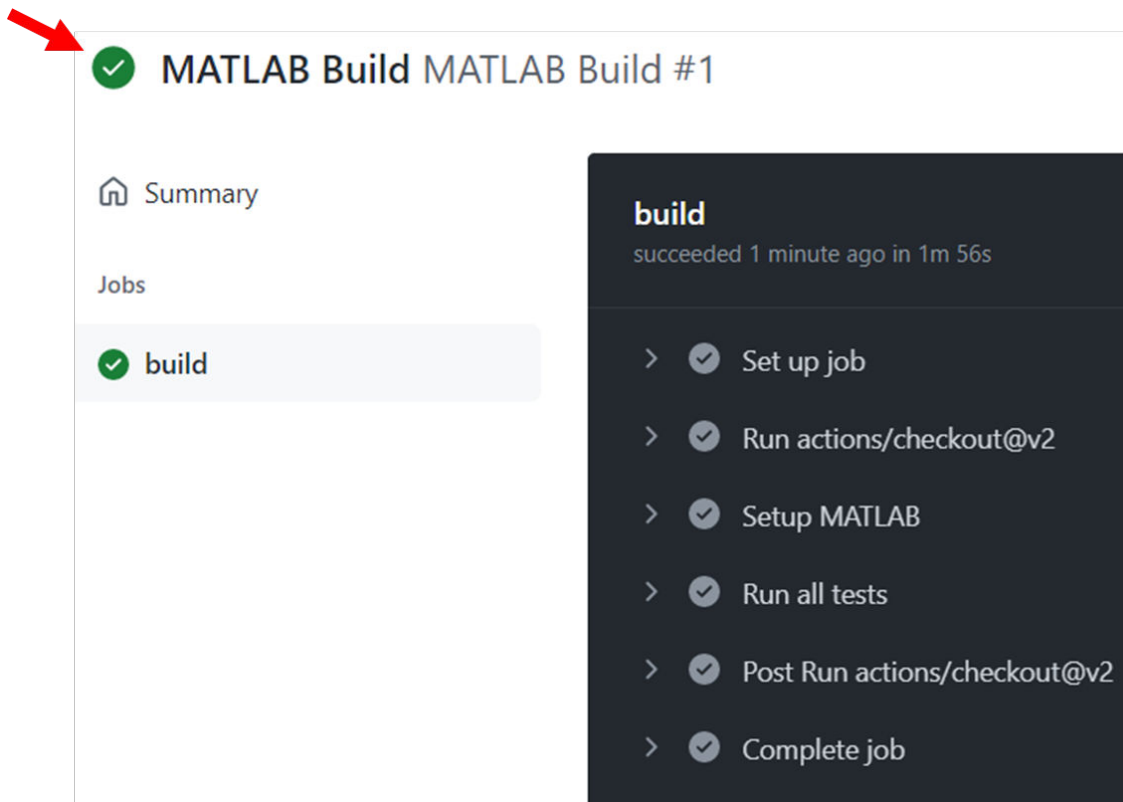 MATLAB Build MATLAB Build #1
Summary
Jobs
build
build
succeeded 1 minute ago in 1m 56s
Set up job
Run actions/checkout@v2
Setup MATLAB
Run all tests
Post Run actions/checkout@v2
Complete job